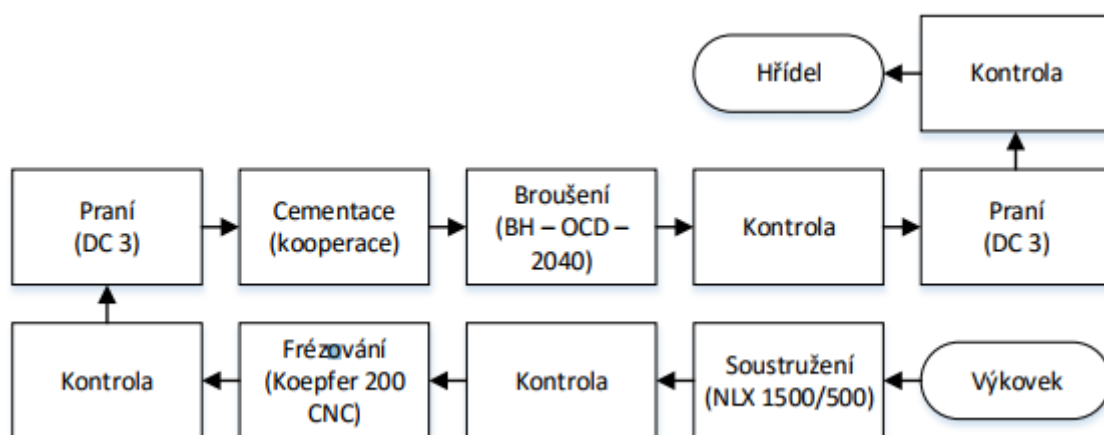 Hřídel
Kontrola
Praní
(DC 3)
Cementace
(kooperace)
Broušení
(BH – OCD –
2040)
Kontrola
Praní
(DC 3)
Kontrola
Frézování
(Koepfer 200
CNC)
Kontrola
Soustružení
(NLX 1500/500)
Výkovek